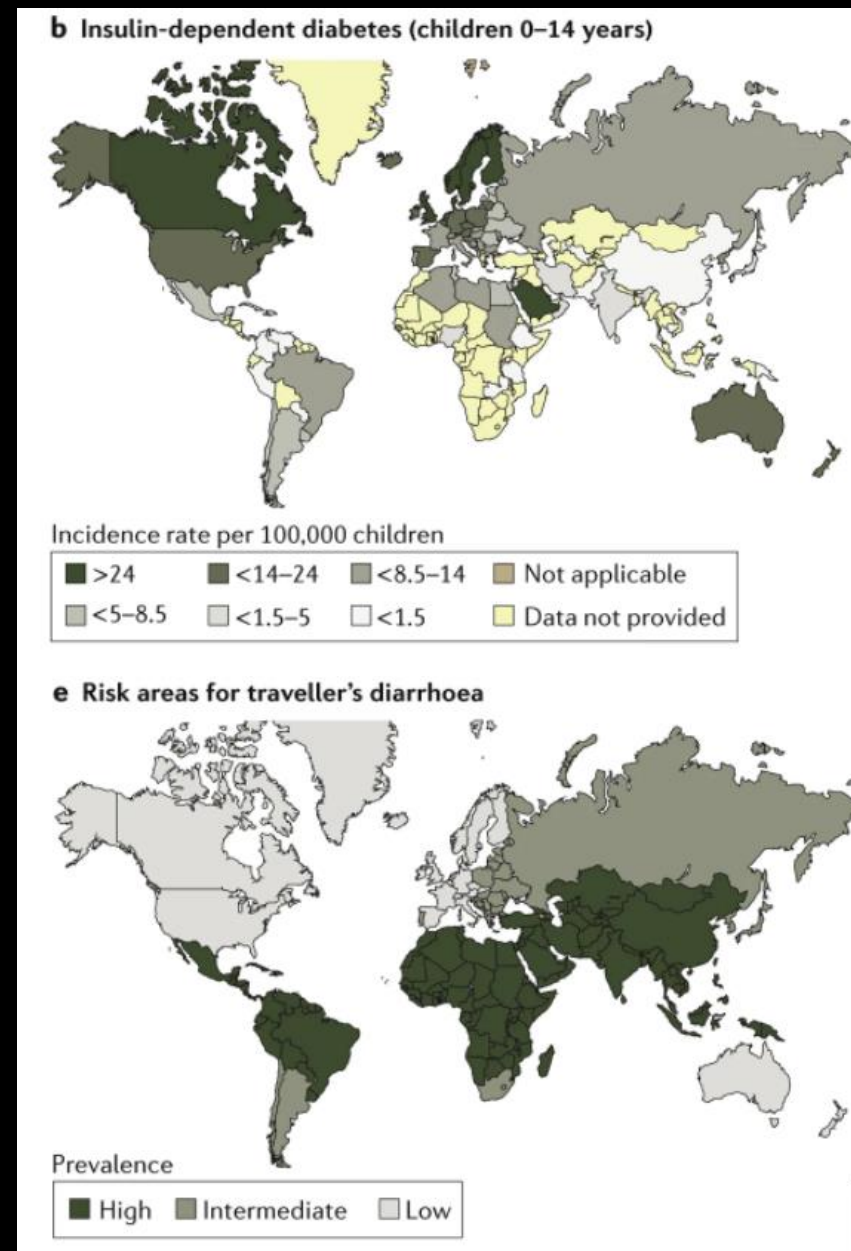 b Insulin-dependent diabetes (children 0–14 years)
Incidence rate per 100,000 children
>24 <14–24 <8.5–14 Not applicable
<5–8.5 <1.5–5 <1.5 Data not provided
e Risk areas for traveller's diarrhoea
Prevalence
High Intermediate Low